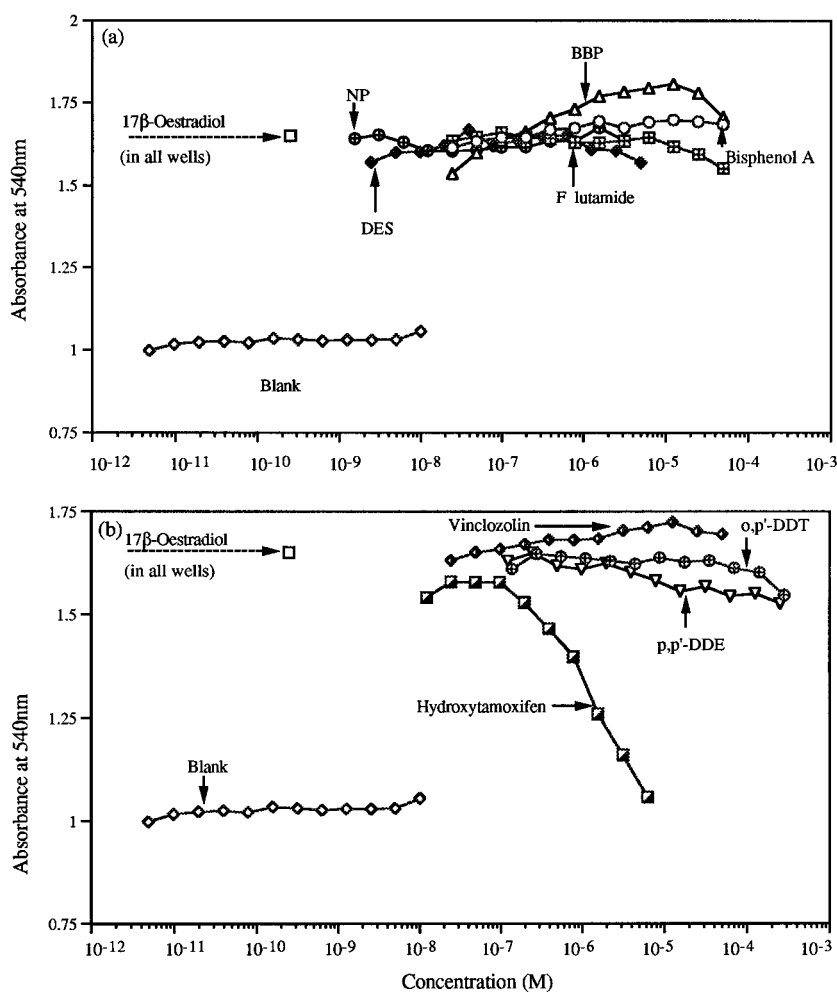 (a)
2
1.75
1.5
1.25
1
0.75
Absorbance at 540nm
BBP
NP
17β-Oestradiol
(in all wells)
Bisphenol A
F lutamide
DES
Blank
10-12 10-11 10-10 10-9 10-8 10-7 10-6 10-5 10-4 10-3
(b)
1.75
1.5
1.25
1
0.75
Absorbance at 540nm
Vinclozolin
o,p'-DDT
17β-Oestradiol
(in all wells)
p,p'-DDE
Hydroxytamoxifen
Blank
10-12 10-11 10-10 10-9 10-8 10-7 10-6 10-5 10-4 10-3
Concentration (M)